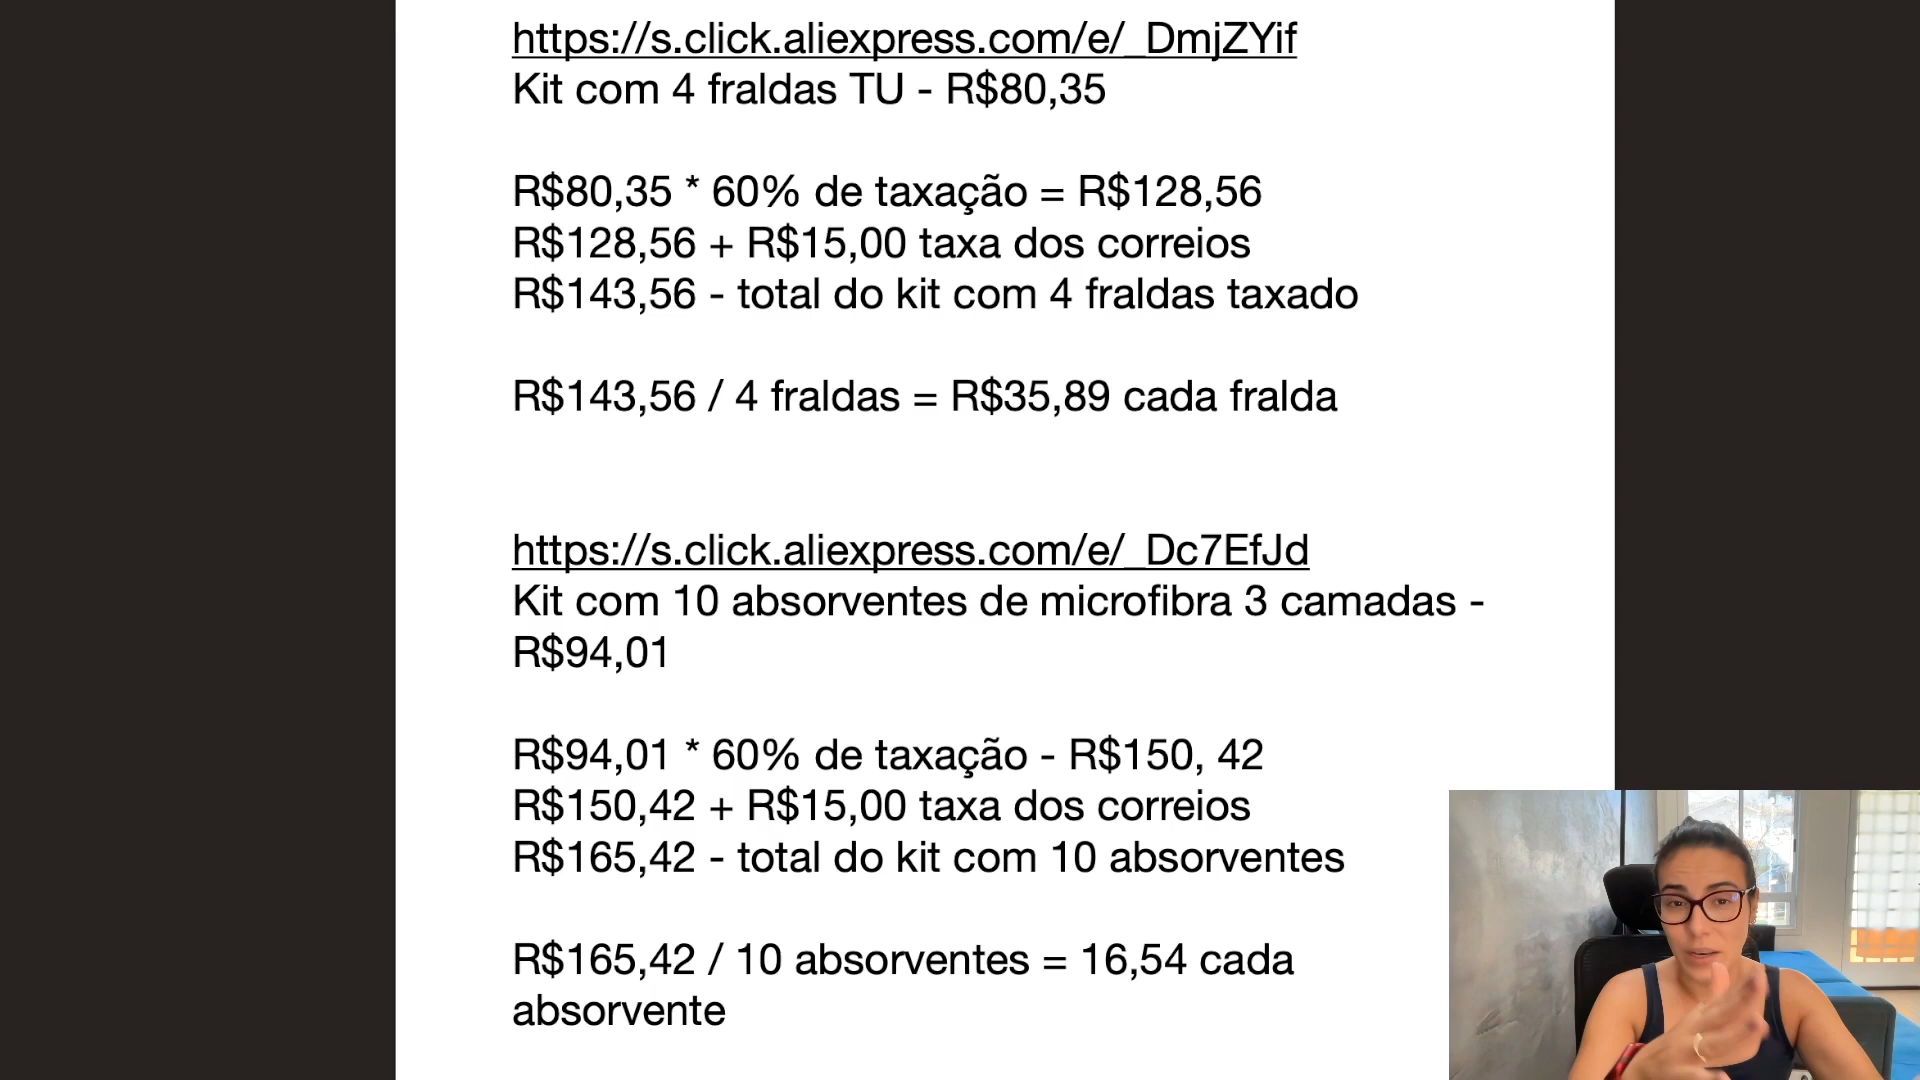 https://s.click.aliexpress.com/e/_DmjZYif
Kit com 4 fraldas TU - R$80,35
R$80,35 * 60% de taxação = R$128,56
R$128,56 + R$15,00 taxa dos correios
R$143,56 - total do kit com 4 fraldas taxado
R$143,56 / 4 fraldas = R$35,89 cada fralda
https://s.click.aliexpress.com/e/_Dc7EfJd
Kit com 10 absorventes de microfibra 3 camadas -
R$94,01
R$94,01 * 60% de taxação - R$150, 42
R$150,42 + R$15,00 taxa dos correios
R$165,42 - total do kit com 10 absorventes
R$165,42 / 10 absorventes = 16,54 cada
absorvente